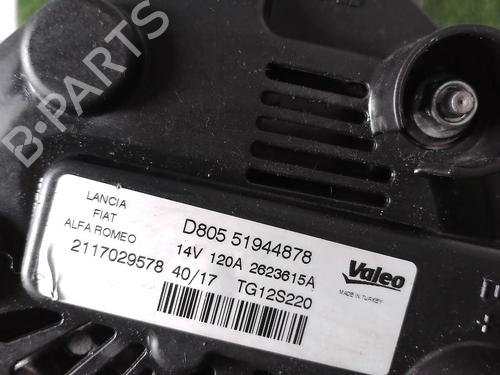 B-PARTS
LANCIA
FIAT
ALFA ROMEO
D805 51944878
14V 120A 2623615A
2117029578 40/17 TG12S220
Valeo
MADE IN TURKEY